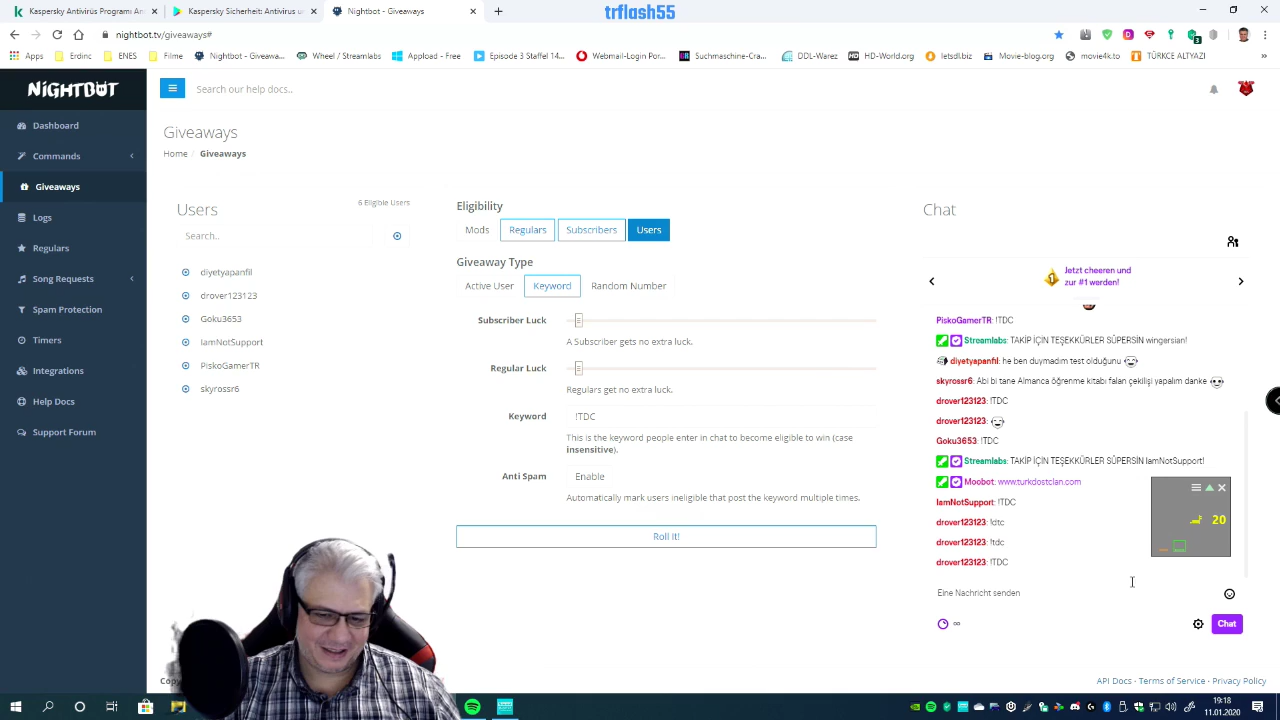 Kaspersky Antivirus Programı An
Kaspersky Antivirus Antivirus u
Nightbot - Users
trflash55
nightbot.tv/giveaways#
Apps
Erdinc
ENES
Filme
Nightbot - Giveawa...
Wheel / Streamlabs
Appload - Free
Episode 3 Staffel 14...
Webmail-Login Por...
Suchmaschine-Cra...
DDL-Warez
HD-World.org
letsdl.biz
Movie-blog.org
movie4k.to
TÜRKCE ALTYAZI
NiGHTBOT
Search our help docs..
Dashboard
Commands
Giveaways
Logs
Regulars
Song Requests
Spam Protection
Timers
Integrations
Help Docs
Support Forum
Giveaways
Home / Giveaways
Users
6 Eligible Users
Search..
diyetyapanfil
drover123123
Goku3653
IamNotSupport
PiskoGamerTR
skyrossr6
Eligibility
Mods
Regulars
Subscribers
Users
Giveaway Type
Active User
Keyword
Random Number
Subscriber Luck
A Subscriber gets no extra luck.
Regular Luck
Regulars get no extra luck.
Keyword
!TDC
This is the keyword people enter in chat to become eligible to win (case
insensitive).
Anti Spam
Enable
Automatically mark users ineligible that post the keyword multiple times.
Roll It!
Chat
Jetzt cheeren und
zur #1 werden!
PiskoGamerTR: !TDC
Streamlabs: TAKİP İÇİN TEŞEKKÜRLER SÜPERSİN wingersian!
diyetyapanfil: he ben duymadım test olduğunu
skyrossr6: Abi bi tane Almanca öğrenme kitabı falan çekilişi yapalım danke
drover123123: !TDC
drover123123:
Goku3653: !TDC
Streamlabs: TAKİP İÇİN TEŞEKKÜRLER SÜPERSİN IamNotSupport!
Moobot: www.turkdostclan.com
IamNotSupport: !TDC
drover123123: !dtc
drover123123: !tdc
drover123123: !TDC
20
Eine Nachricht senden
∞
Chat
Copy
API Docs - Terms of Service - Privacy Policy
19:18
11.01.2020